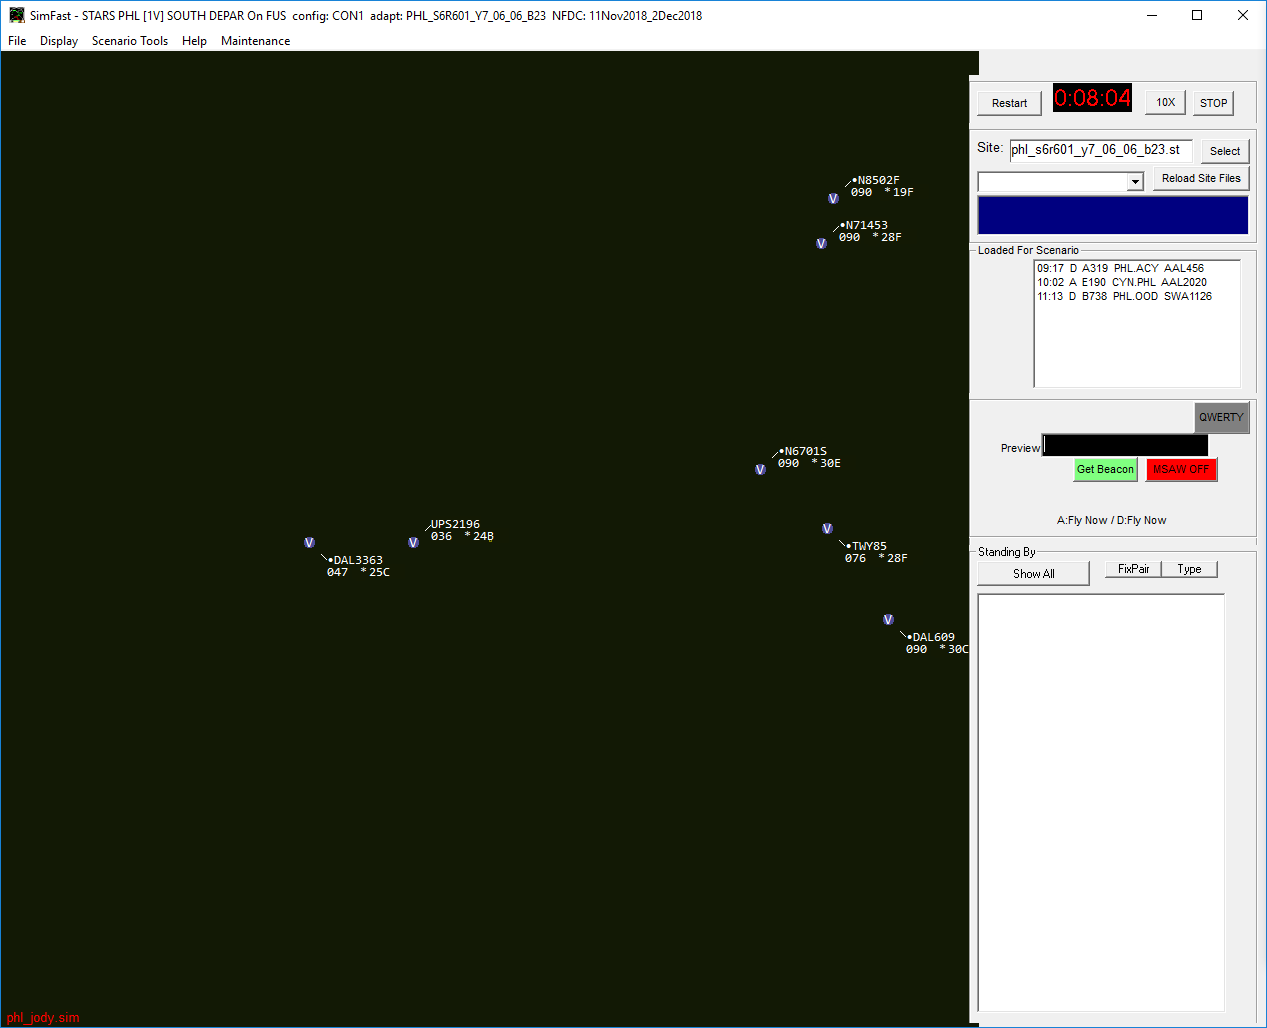 SimFast - STARS PHL [1V] SOUTH DEPAR On FUS config: CON1 adapt: PHL_S6R601_Y7_06_06_B23 NFDC: 11Nov2018_2Dec2018
File Display Scenario Tools Help Maintenance
Restart 0:08:04 10X STOP
Site: phl_s6r601_y7_06_06_b23.st Select
Reload Site Files
Loaded For Scenario
09:17 D A319 PHL.ACY AAL456
10:02 A E190 CYN.PHL AAL2020
11:13 D B738 PHL.OOD SWA1126
QWERTY
Preview
Get Beacon MSAW OFF
A:Fly Now / D:Fly Now
Standing By
Show All FixPair Type
N8502F
V 090 *19F
N71453
V 090 *28F
N6701S
V 090 *30E
UPS2196
V 036 *24B
V DAL3363
047 *25C
V TWY85
076 *28F
V DAL609
090 *30C
phl_jody.sim